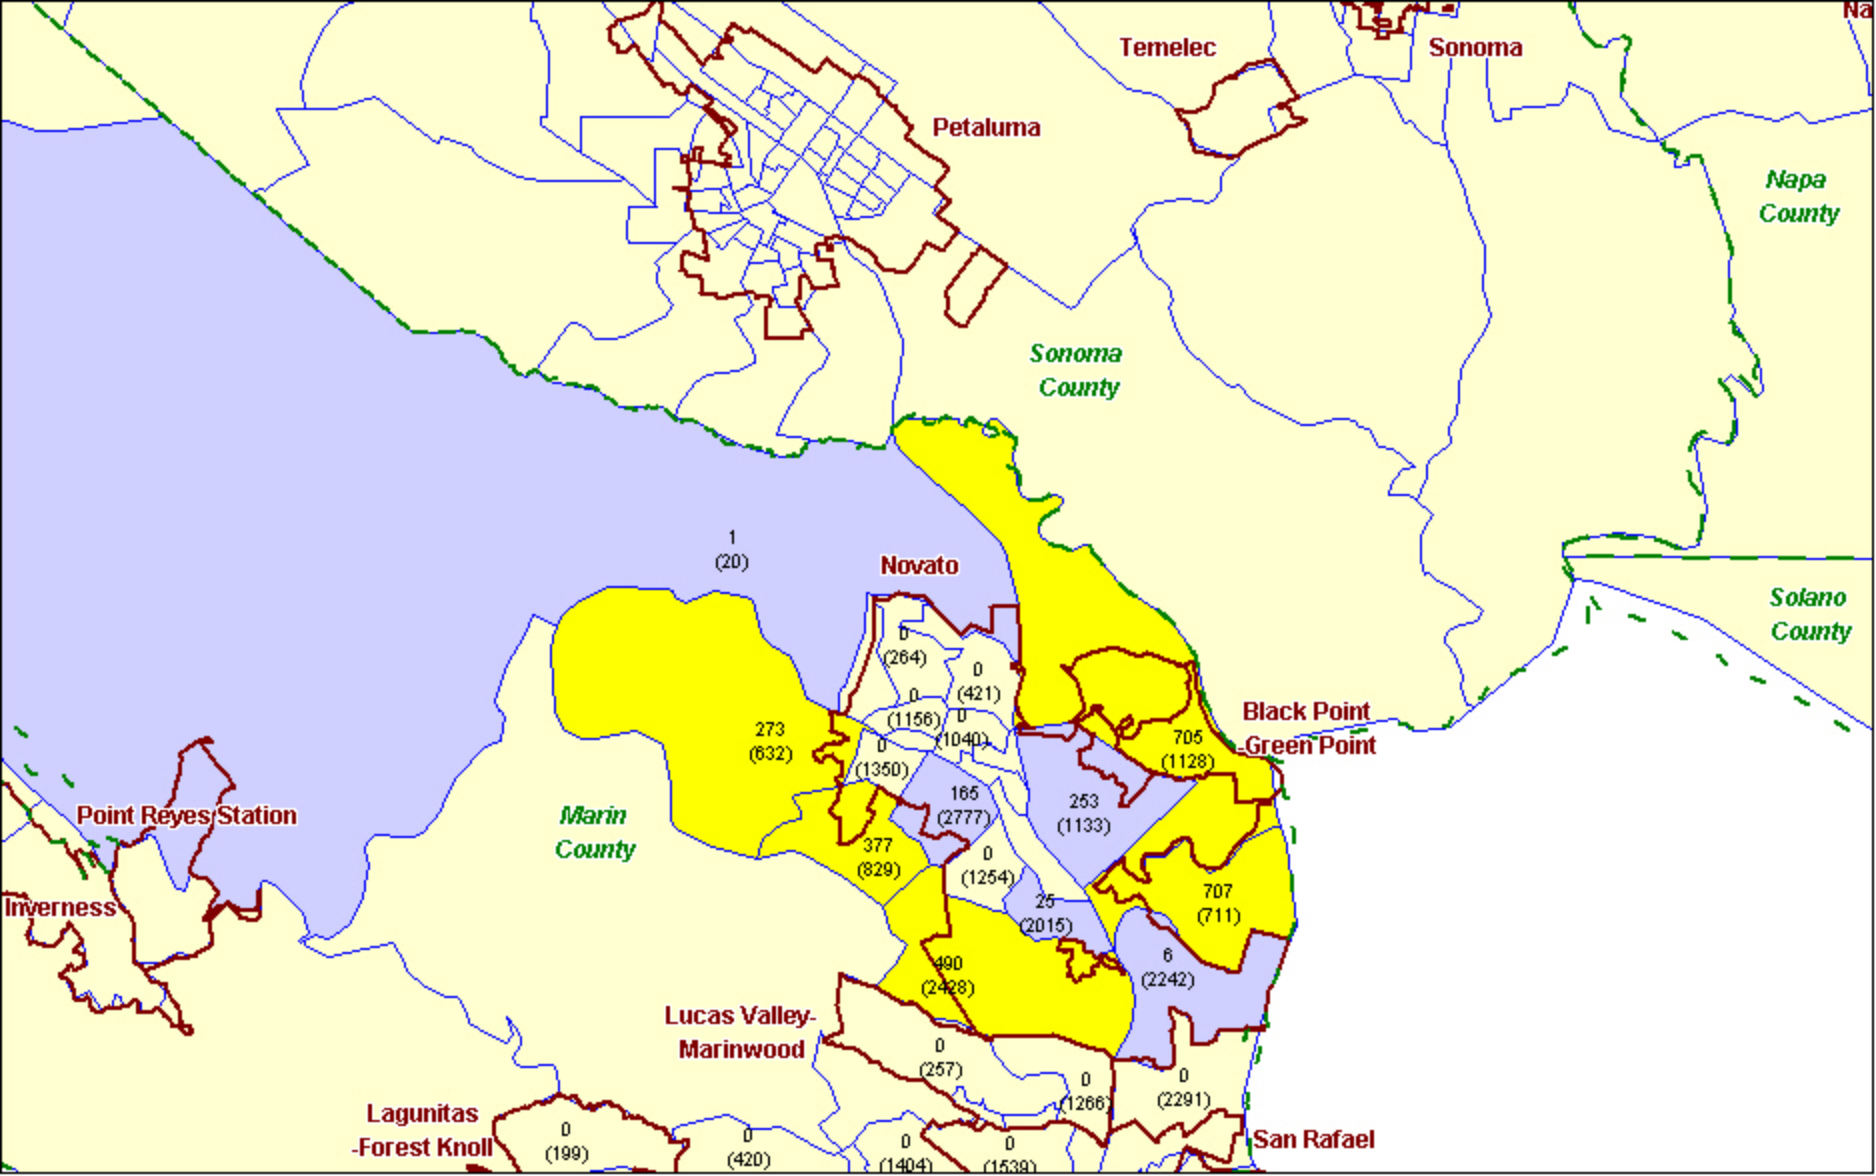 Na
Temelec
Sonoma
Petaluma
Napa
County
Sonoma
County
1
(20)
Novato
Solano
County
0
(264)
0
(421)
0
(1156)
0
(1040)
273
(632)
0
(1350)
Black Point
-Green Point
705
(1128)
165
(2777)
253
(1133)
Marin
County
Point Reyes Station
377
(829)
0
(1254)
707
(711)
Inverness
25
(2015)
6
(2242)
490
(2428)
Lucas Valley-
Marinwood
0
(257)
0
(1266)
0
(2291)
Lagunitas
-Forest Knoll
0
(199)
0
(420)
0
(1404)
0
(1539)
San Rafael